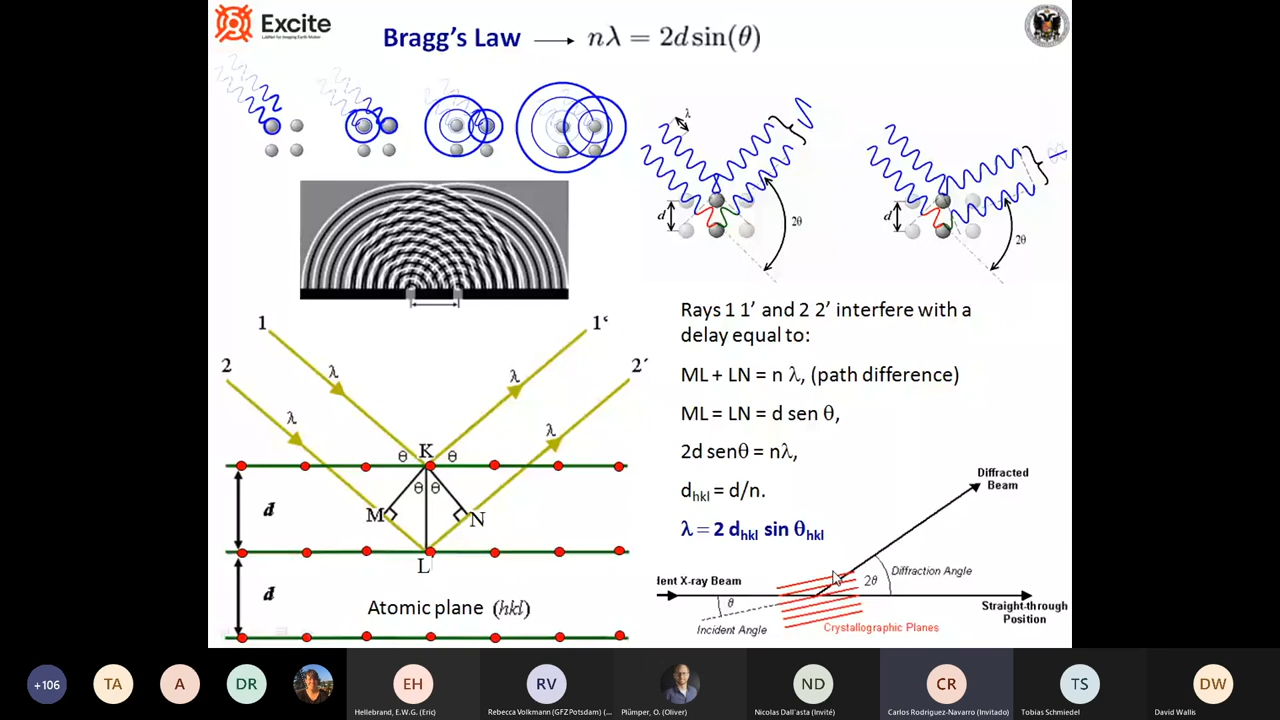 Excite
Bragg's Law → nλ = 2d sin(θ)
λ
d
2θ
d
2θ
1
1‘
2
2´
λ
λ
λ
λ
K
θ
θ
θ
θ
M
N
L
d
d
Atomic plane (hkl)
Rays 1 1’ and 2 2’ interfere with a
delay equal to:
ML + LN = n λ, (path difference)
ML = LN = d sen θ,
2d senθ = nλ,
dhkl = d/n.
λ = 2 dhkl sin θhkl
Diffracted
Beam
lent X-ray Beam
θ
Incident Angle
2θ
Diffraction Angle
Straight-through
Position
Crystallographic Planes
+106
TA
A
DR
EH
Hellebrand, E.W.G. (Eric)
RV
Rebecca Volkmann (GFZ Potsdam) (...
Plümper, O. (Oliver)
ND
Nicolas Dall'asta (Invité)
CR
Carlos Rodriguez-Navarro (Invitado)
TS
Tobias Schmiedel
DW
David Wallis